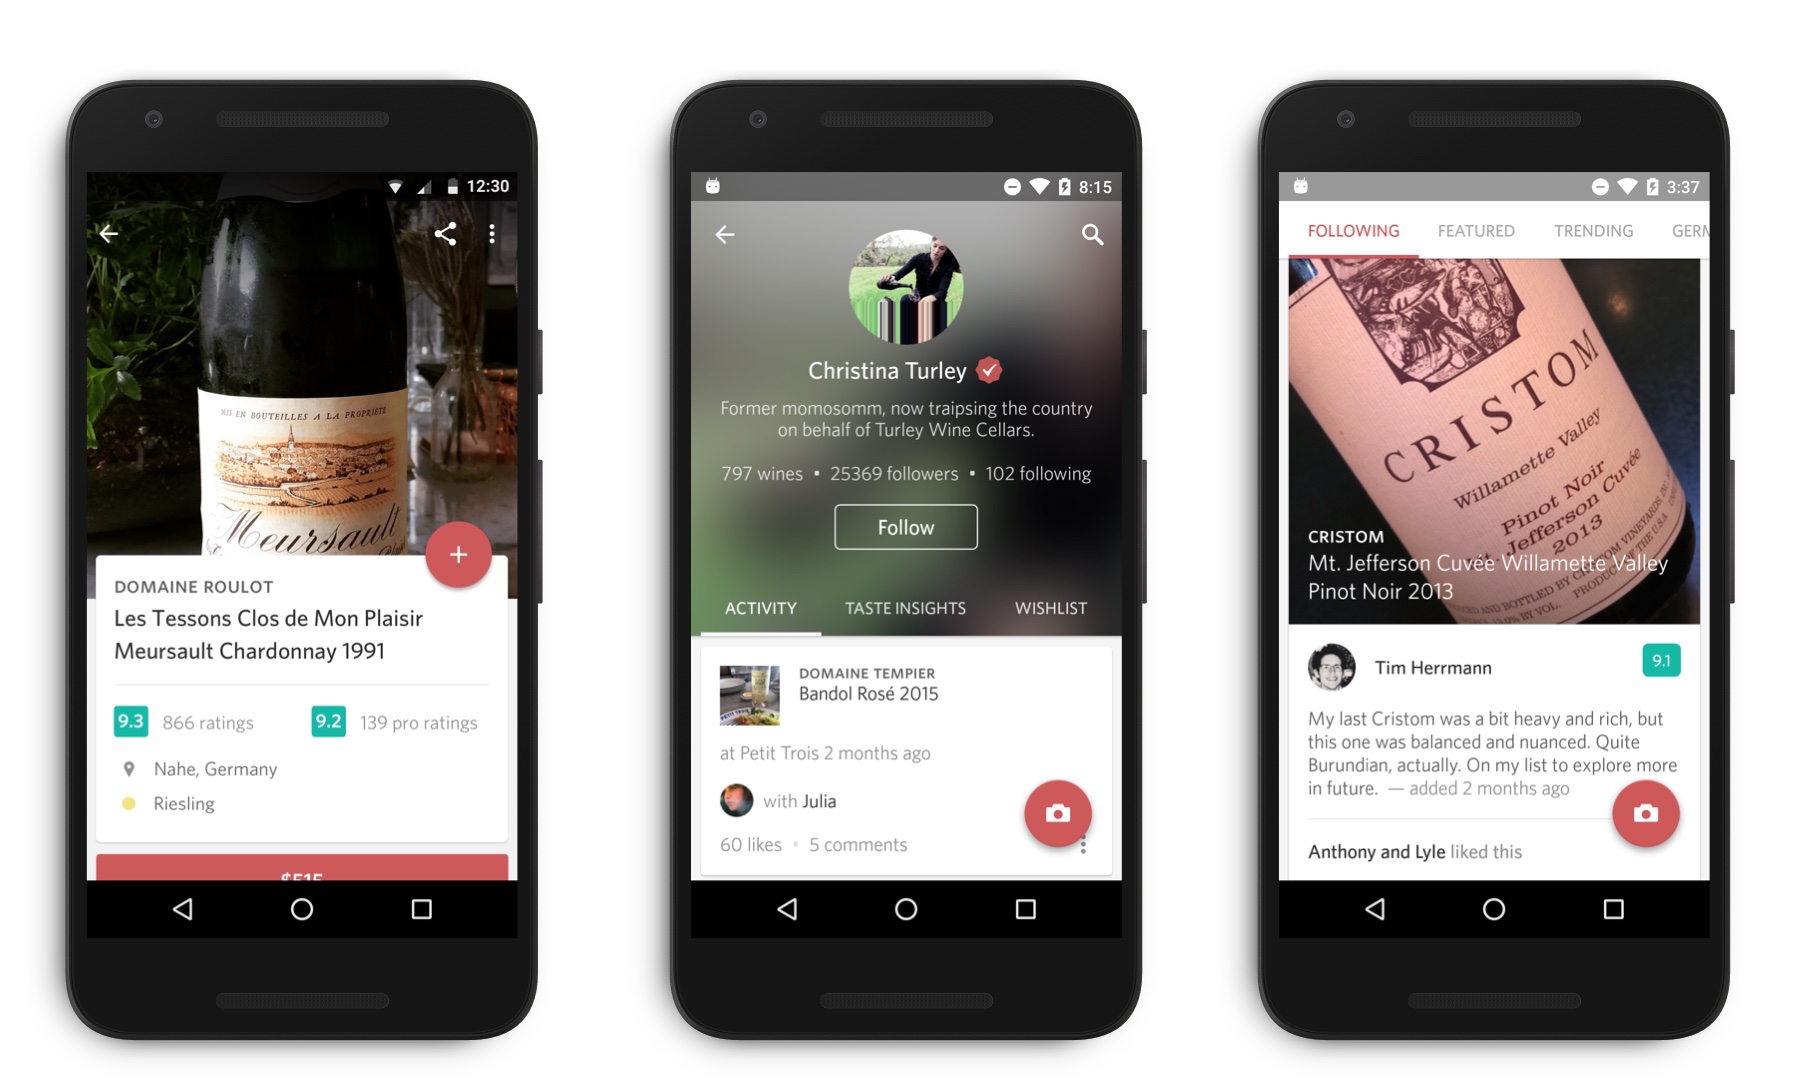 12:30
MIS EN BOUTEILLES A LA PROPRIÉTÉ
Meursault
DOMAINE ROULOT
Les Tessons Clos de Mon Plaisir
Meursault Chardonnay 1991
9.3 866 ratings 9.2 139 pro ratings
Nahe, Germany
Riesling
$515
8:15
Christina Turley
Former momosomm, now traipsing the country
on behalf of Turley Wine Cellars.
797 wines • 25369 followers • 102 following
Follow
ACTIVITY TASTE INSIGHTS WISHLIST
DOMAINE TEMPIER
Bandol Rosé 2015
at Petit Trois 2 months ago
with Julia
60 likes • 5 comments
3:37
FOLLOWING FEATURED TRENDING GERM
CRISTOM
Willamette Valley
Pinot Noir
Mt. Jefferson Cuvée
2013
CRISTOM
Mt. Jefferson Cuvée Willamette Valley
Pinot Noir 2013
Tim Herrmann 9.1
My last Cristom was a bit heavy and rich, but
this one was balanced and nuanced. Quite
Burundian, actually. On my list to explore more
in future. — added 2 months ago
Anthony and Lyle liked this